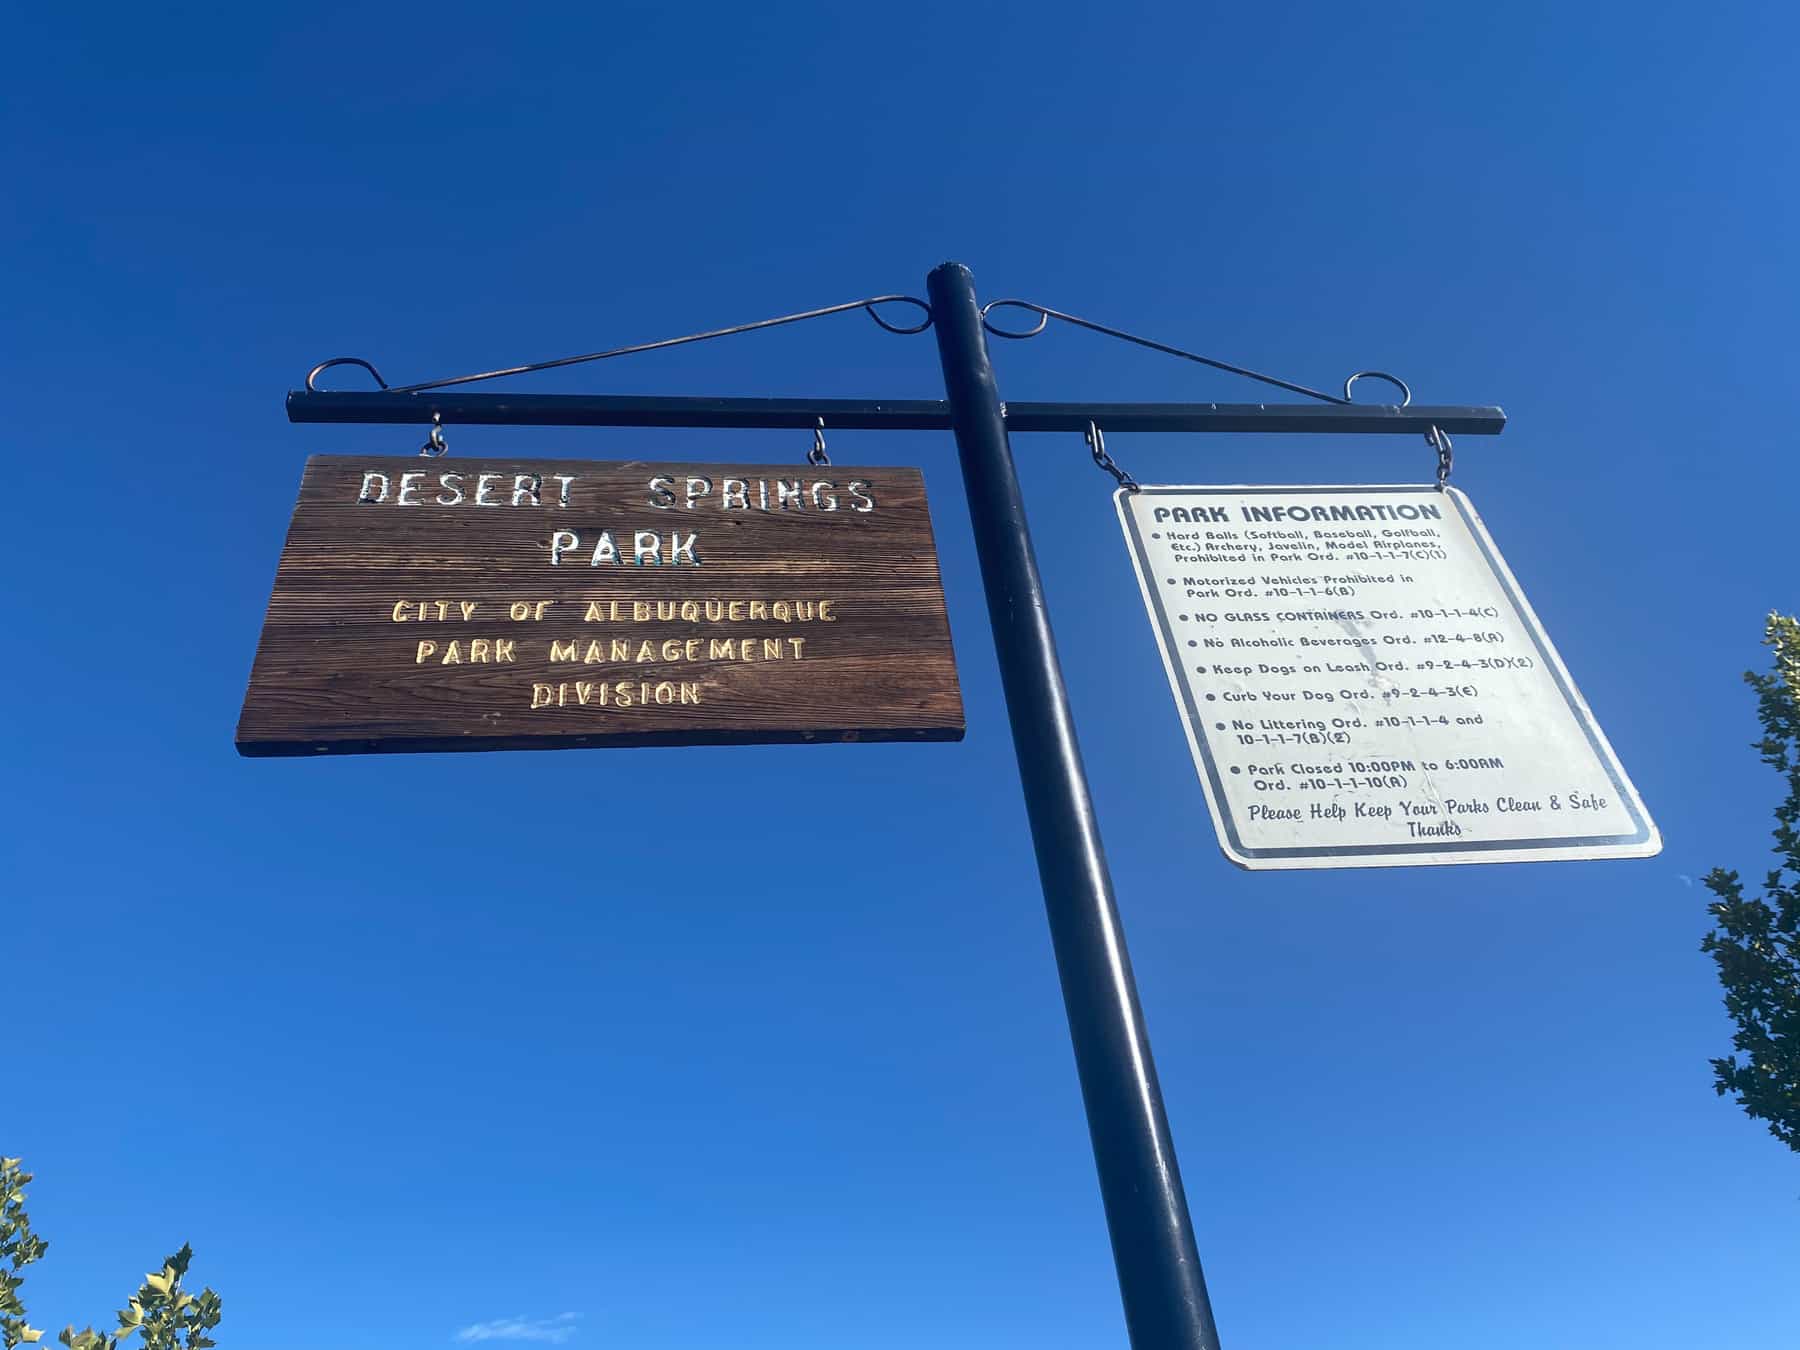 DESERT SPRINGS
PARK
CITY OF ALBUQUERQUE
PARK MANAGEMENT
DIVISION
PARK INFORMATION
• Hard Balls (Softball, Baseball, Golfball,
Etc.) Archery, Javelin, Model Airplanes,
Prohibited in Park Ord. #10-1-1-7(C)(1)
• Motorized Vehicles Prohibited in
Park Ord. #10-1-1-6(B)
• NO GLASS CONTAINERS Ord. #10-1-1-4(C)
• No Alcoholic Beverages Ord. #12-4-8(A)
• Keep Dogs on Leash Ord. #9-2-4-3(D)(2)
• Curb Your Dog Ord. #9-2-4-3(E)
• No Littering Ord. #10-1-1-4 and
10-1-1-7(B)(2)
• Park Closed 10:00PM to 6:00AM
Ord. #10-1-1-10(A)
Please Help Keep Your Parks Clean & Safe
Thanks